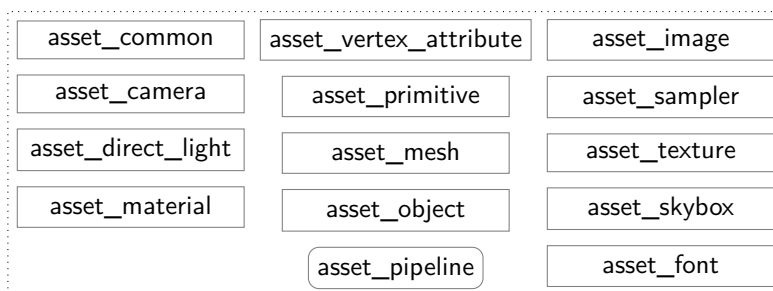 asset_common
asset_camera
asset_direct_light
asset_material
asset_vertex_attribute
asset_primitive
asset_mesh
asset_object
asset_pipeline
asset_image
asset_sampler
asset_texture
asset_skybox
asset_font